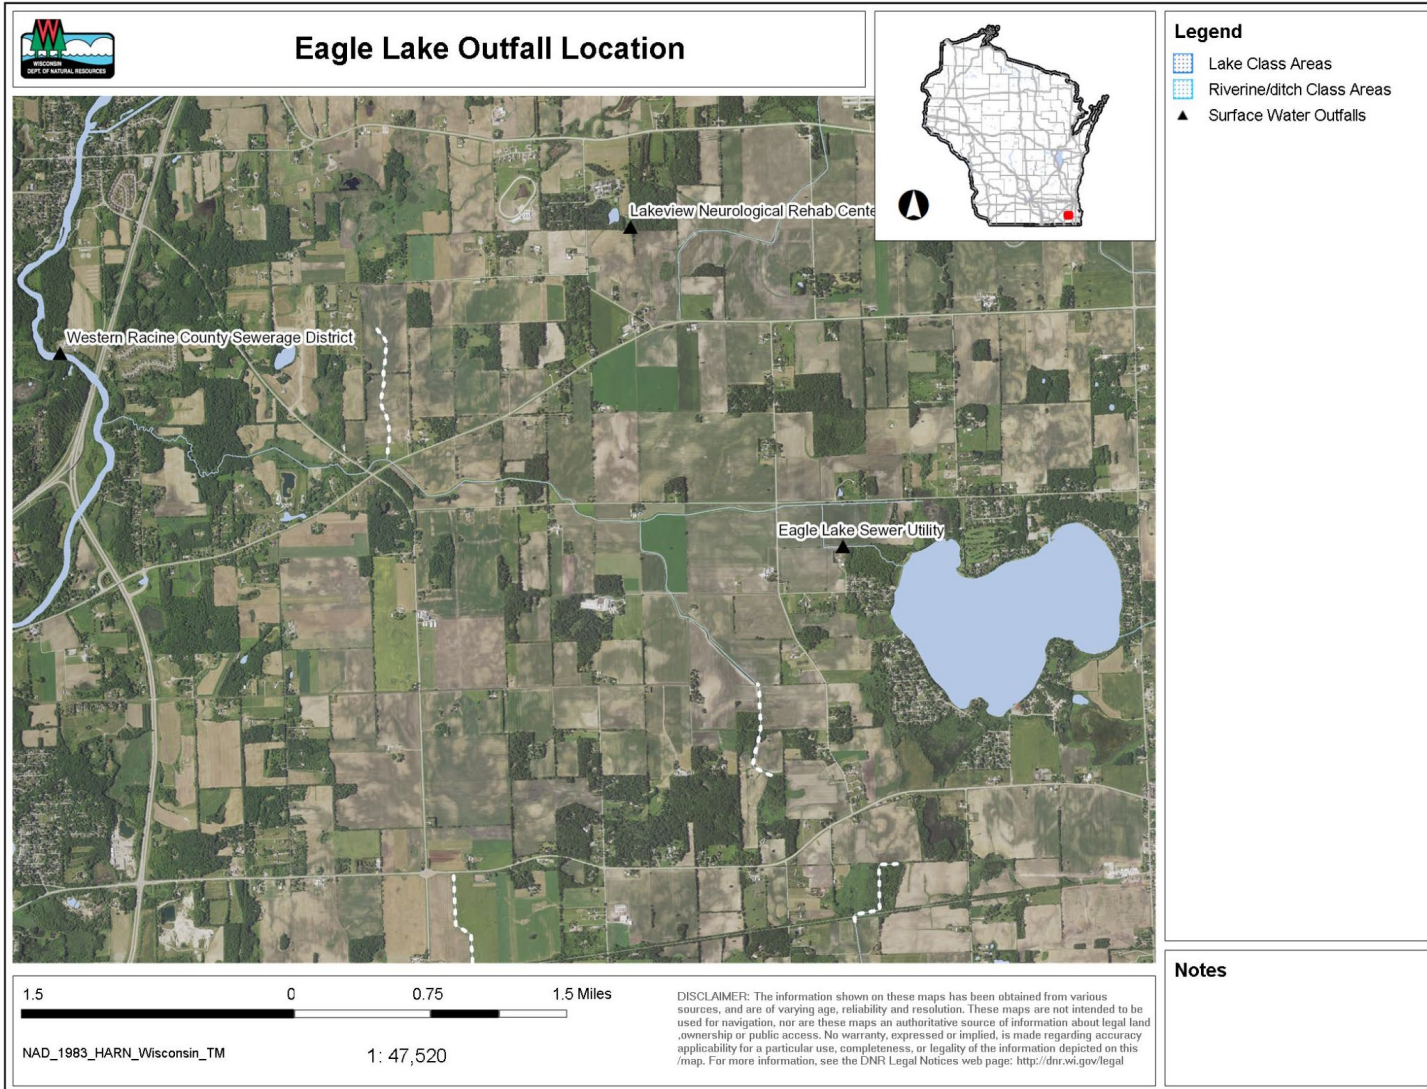 WISCONSIN
DEPT. OF NATURAL RESOURCES
Eagle Lake Outfall Location
Legend
Lake Class Areas
Riverine/ditch Class Areas
Surface Water Outfalls
Lakeview Neurological Rehab Cente
Western Racine County Sewerage District
Eagle Lake Sewer Utility
Notes
1.5 0 0.75 1.5 Miles
NAD_1983_HARN_Wisconsin_TM
1: 47,520
DISCLAIMER: The information shown on these maps has been obtained from various
sources, and are of varying age, reliability and resolution. These maps are not intended to be
used for navigation, nor are these maps an authoritative source of information about legal land
,ownership or public access. No warranty, expressed or implied, is made regarding accuracy
applicability for a particular use, completeness, or legality of the information depicted on this
/map. For more information, see the DNR Legal Notices web page: http://dnr.wi.gov/legal